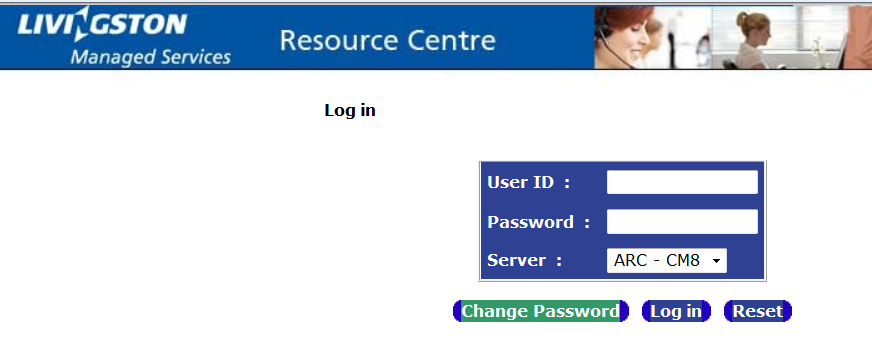 LIVINGSTON
Managed Services
Resource Centre
Log in
User ID :
Password :
Server :
ARC - CM8
Change Password
Log in
Reset